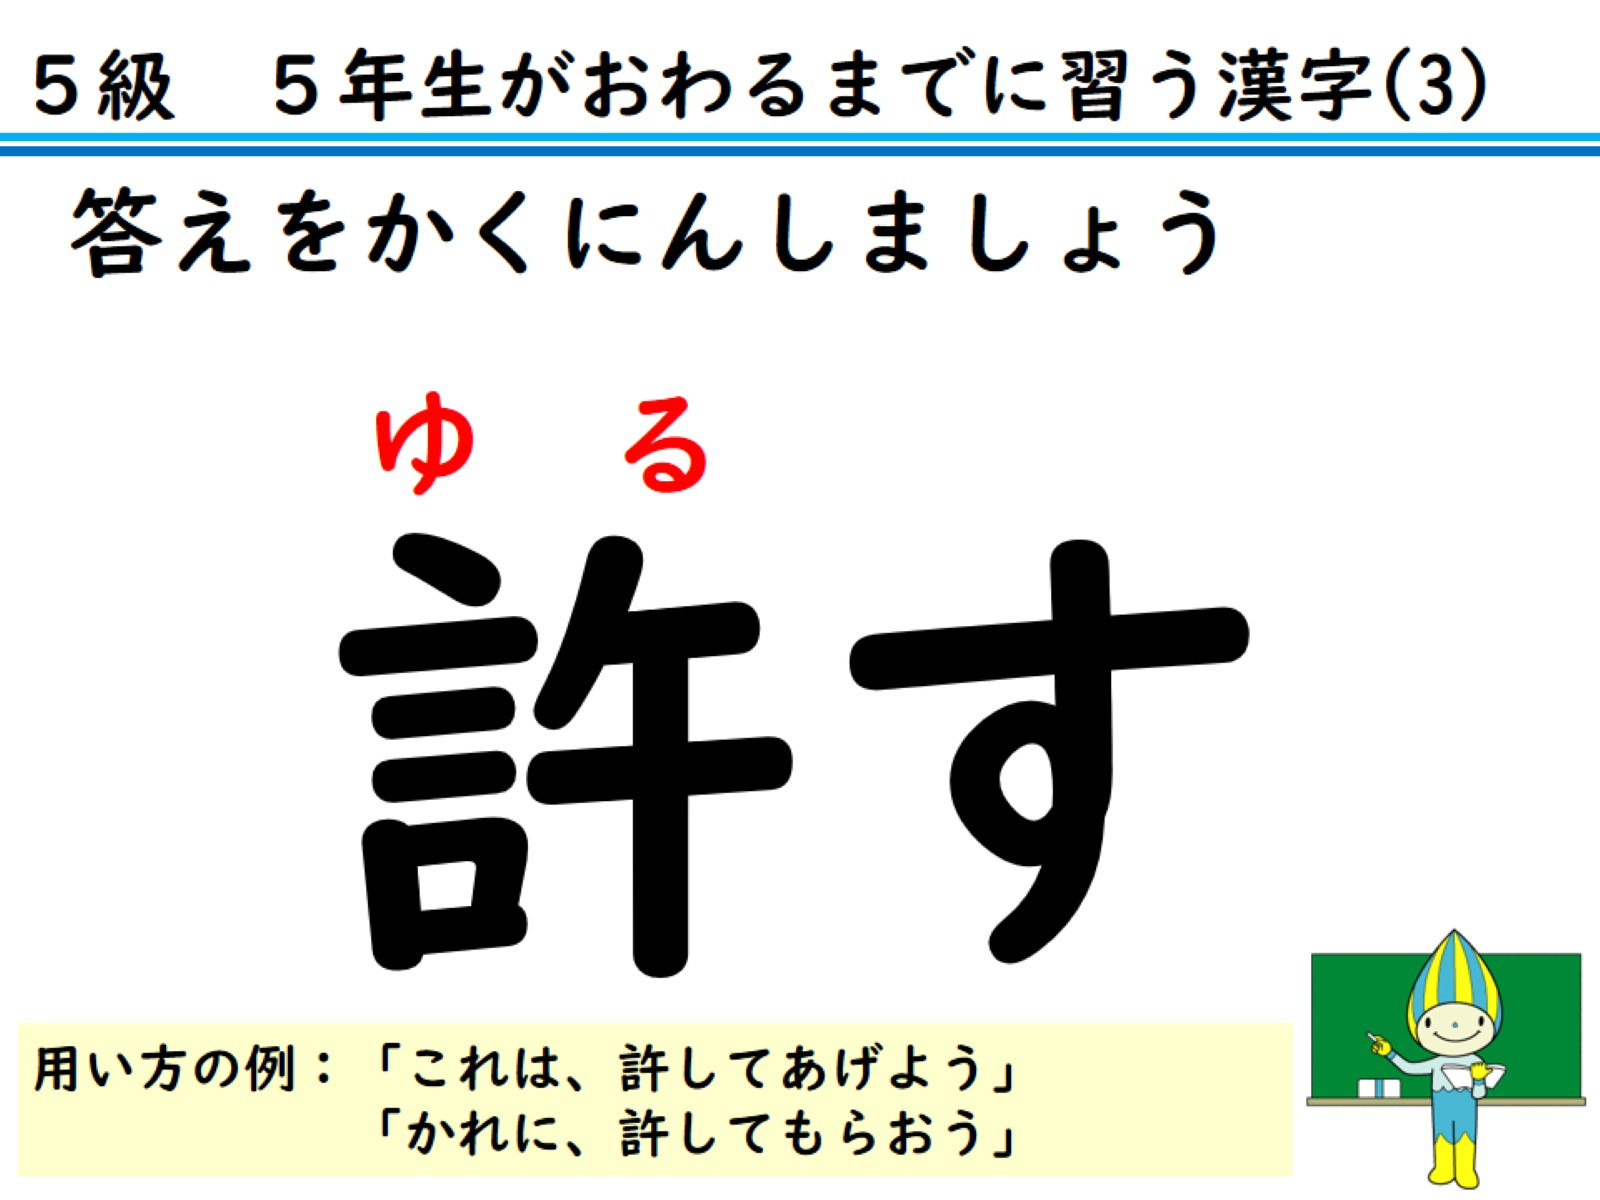 ５級　５年生がおわるまでに習う漢字(3)
答えをかくにんしましょう
ゆる
許す
用い方の例：「これは、許してあげよう」
「かれに、許してもらおう」